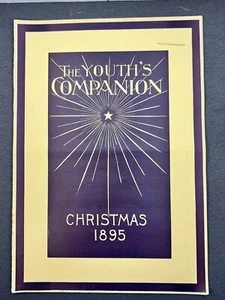 THE YOUTH'S
COMPANION
CHRISTMAS
1895